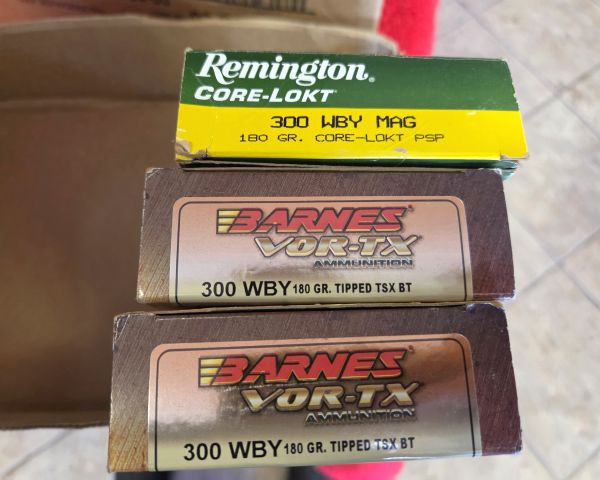 Remington®
CORE-LOKT®
300 WBY MAG
180 GR. CORE-LOKT PSP
BARNES®
VOR-TX®
AMMUNITION
300 WBY 180 GR. TIPPED TSX BT
BARNES®
VOR-TX®
AMMUNITION
300 WBY 180 GR. TIPPED TSX BT